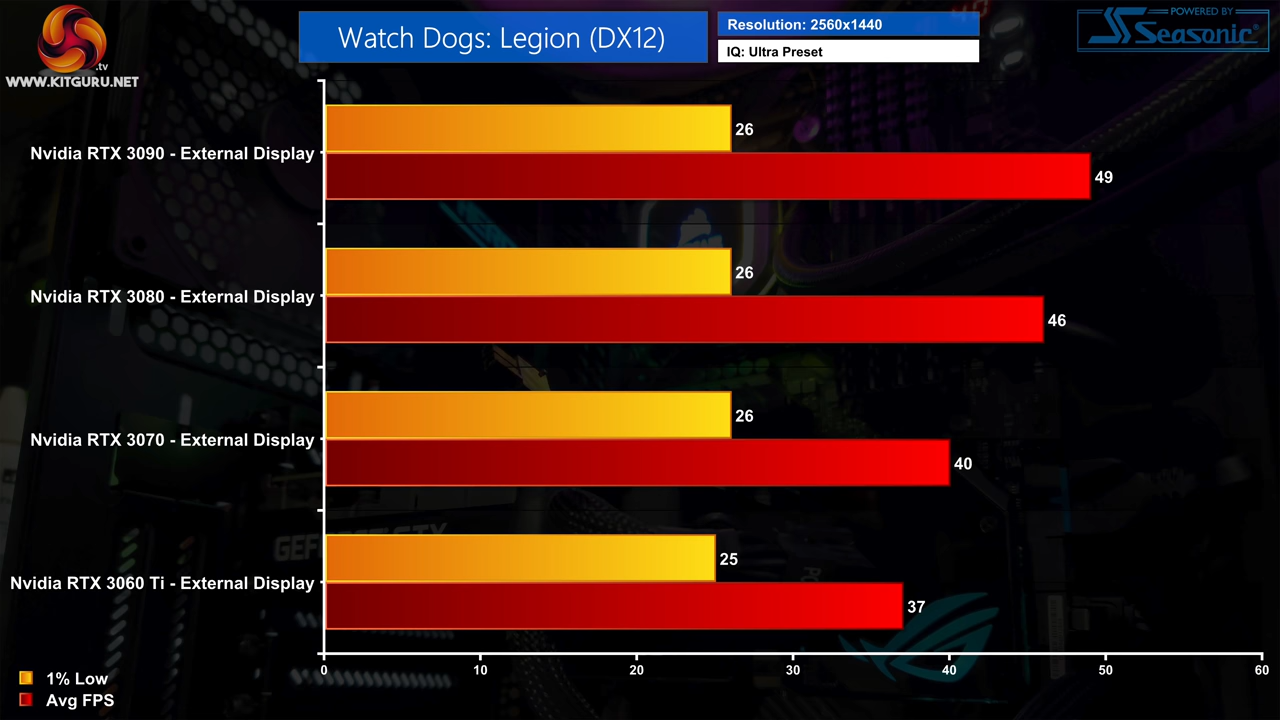 .tv
WWW.KITGURU.NET
Watch Dogs: Legion (DX12)
Resolution: 2560x1440
IQ: Ultra Preset
POWERED BY
Seasonic
Nvidia RTX 3090 - External Display
26
49
Nvidia RTX 3080 - External Display
26
46
Nvidia RTX 3070 - External Display
26
40
Nvidia RTX 3060 Ti - External Display
25
37
0 10 20 30 40 50 60
1% Low
Avg FPS